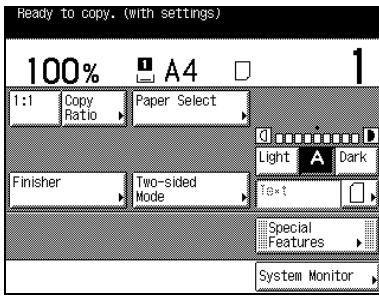 Ready to copy. (with settings)
100% 1 A4 1
1:1 Copy Ratio Paper Select
Light A Dark
Finisher Two-sided Mode Text
Special Features
System Monitor